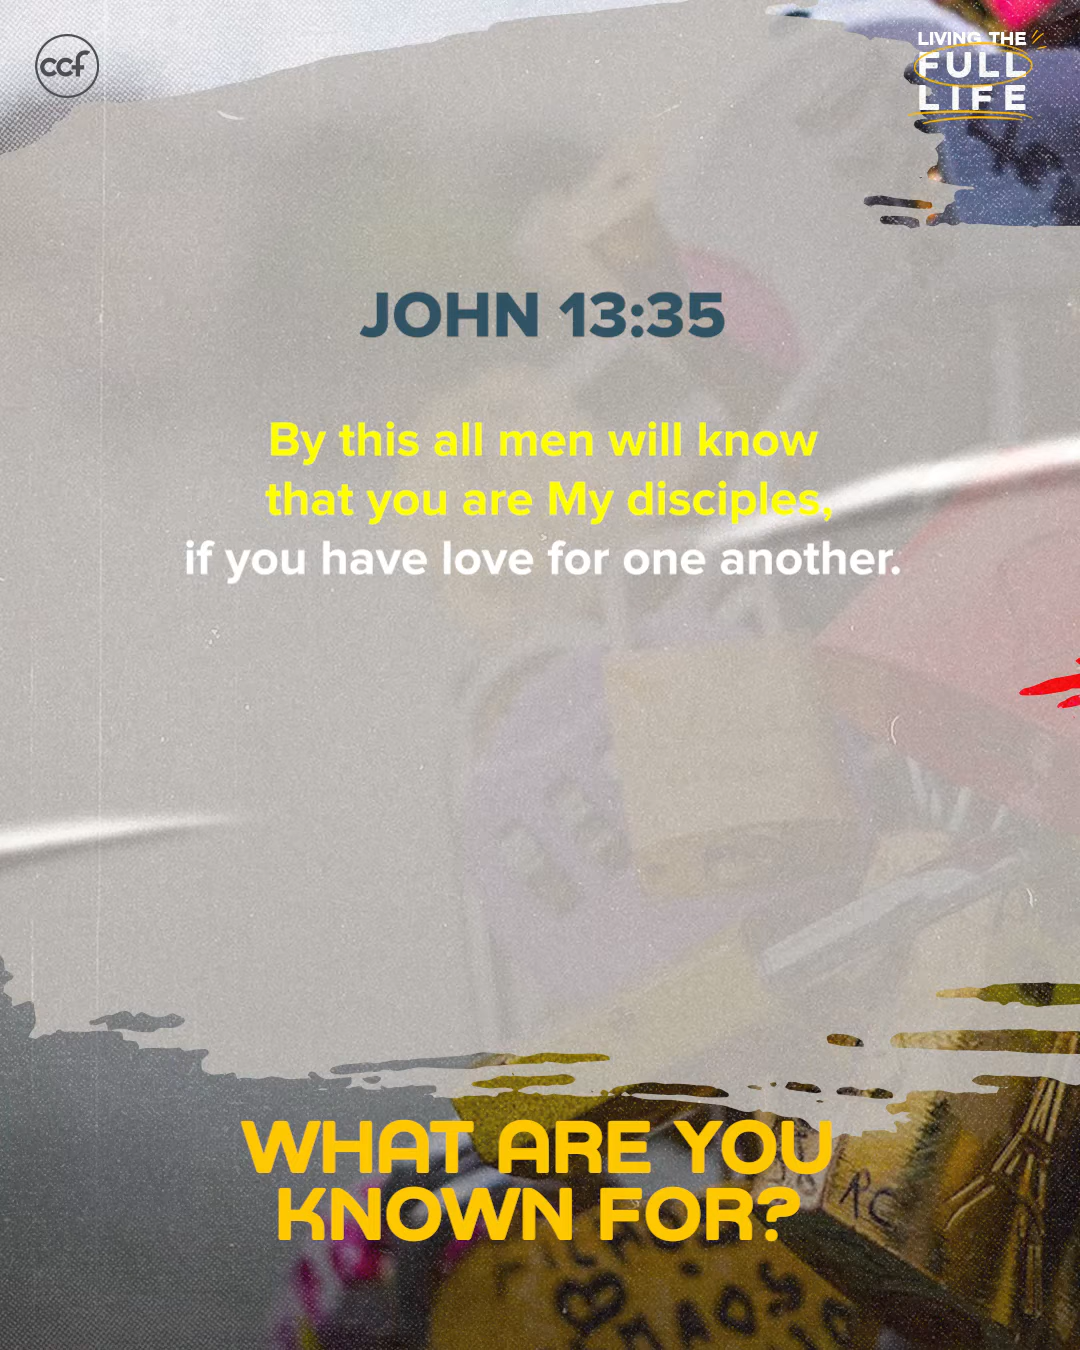 ccf
LIVING THE
FULL
LIFE
JOHN 13:35
By this all men will know
that you are My disciples,
if you have love for one another.
WHAT ARE YOU
KNOWN FOR?
RC